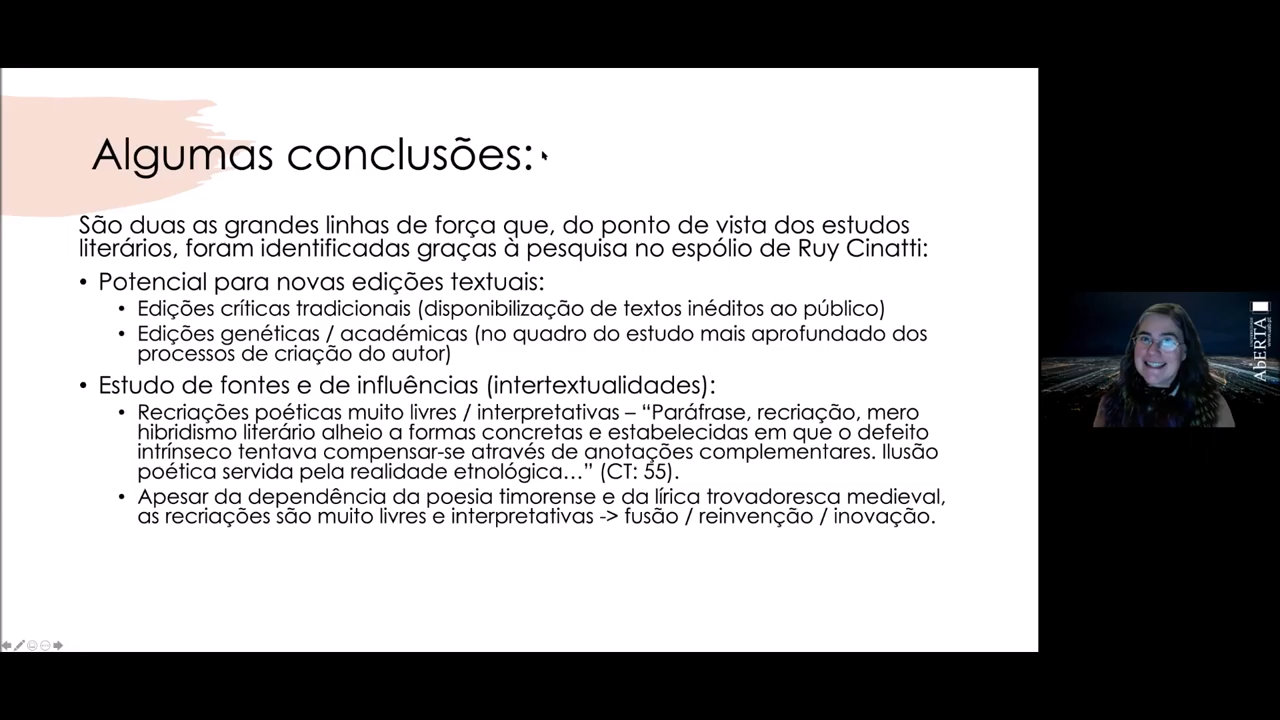 Algumas conclusões:
São duas as grandes linhas de força que, do ponto de vista dos estudos
literários, foram identificadas graças à pesquisa no espólio de Ruy Cinatti:
• Potencial para novas edições textuais:
• Edições críticas tradicionais (disponibilização de textos inéditos ao público)
• Edições genéticas / académicas (no quadro do estudo mais aprofundado dos
processos de criação do autor)
• Estudo de fontes e de influências (intertextualidades):
• Recriações poéticas muito livres / interpretativas – “Paráfrase, recriação, mero
hibridismo literário alheio a formas concretas e estabelecidas em que o defeito
intrínseco tentava compensar-se através de anotações complementares. Ilusão
poética servida pela realidade etnológica…” (CT: 55).
• Apesar da dependência da poesia timorense e da lírica trovadoresca medieval,
as recriações são muito livres e interpretativas -> fusão / reinvenção / inovação.
AbERTA